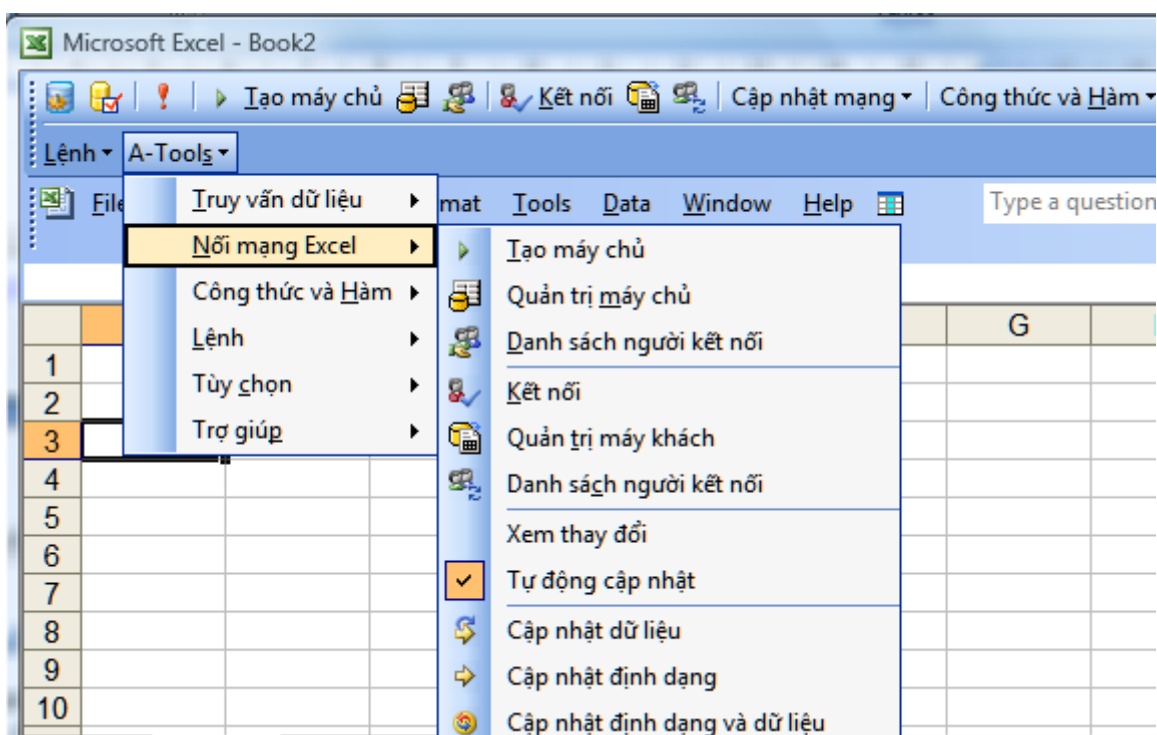 Microsoft Excel - Book2
Tạo máy chủ Kết nối Cập nhật mạng Công thức và Hàm
Lệnh A-Tools
File mat Tools Data Window Help Type a question
Truy vấn dữ liệu
Nối mạng Excel
Công thức và Hàm
Lệnh
Tùy chọn
Trợ giúp
Tạo máy chủ
Quản trị máy chủ
Danh sách người kết nối
Kết nối
Quản trị máy khách
Danh sách người kết nối
Xem thay đổi
Tự động cập nhật
Cập nhật dữ liệu
Cập nhật định dạng
Cập nhật định dạng và dữ liệu
G
1
2
3
4
5
6
7
8
9
10